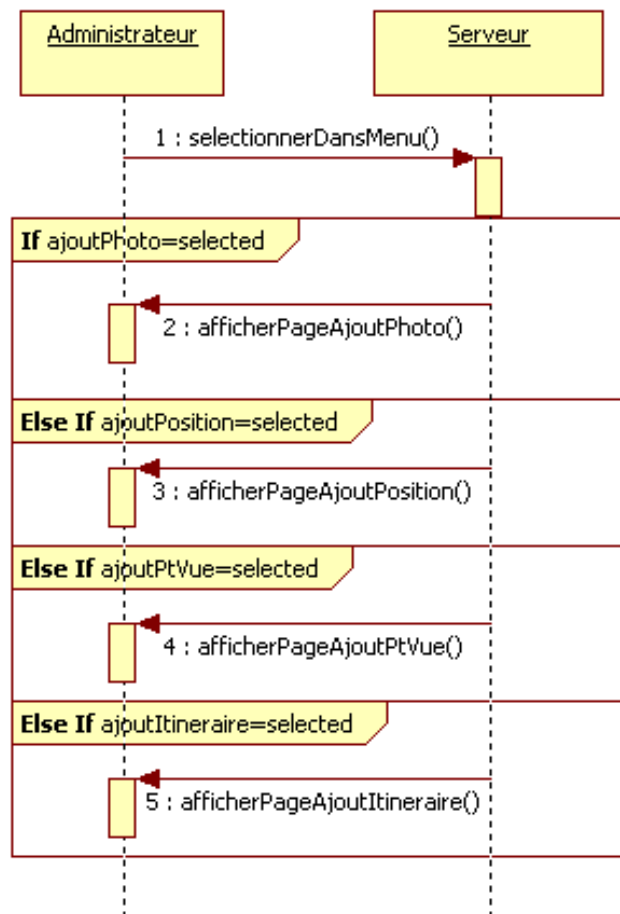 Administrateur
Serveur
1 : selectionnerDansMenu()
If ajoutPhoto=selected
2 : afficherPageAjoutPhoto()
Else If ajoutPosition=selected
3 : afficherPageAjoutPosition()
Else If ajoutPtVue=selected
4 : afficherPageAjoutPtVue()
Else If ajoutItineraire=selected
5 : afficherPageAjoutItineraire()